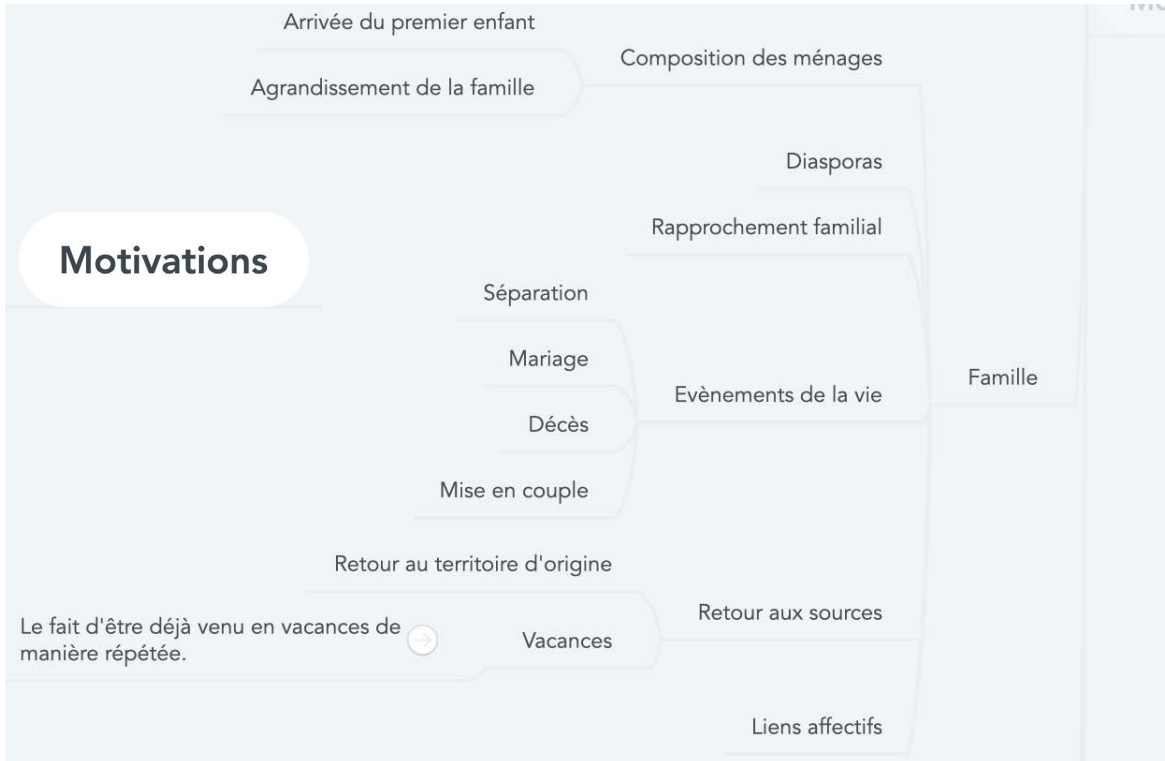 Arrivée du premier enfant
Composition des ménages
Agrandissement de la famille
Diasporas
Rapprochement familial
Motivations
Séparation
Mariage
Famille
Evènements de la vie
Décès
Mise en couple
Retour au territoire d'origine
Retour aux sources
Le fait d'être déjà venu en vacances de
manière répétée.
Vacances
Liens affectifs